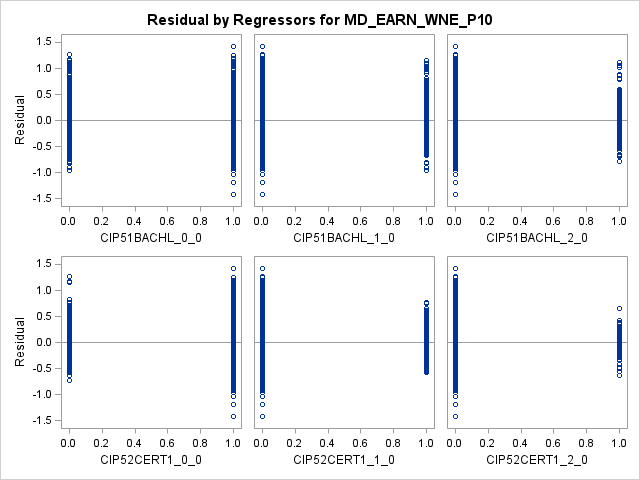 Residual by Regressors for MD_EARN_WNE_P10
1.5
1.0
0.5
0.0
-0.5
-1.0
-1.5
Residual
0.0 0.2 0.4 0.6 0.8 1.0
CIP51BACHL_0_0
0.0 0.2 0.4 0.6 0.8 1.0
CIP51BACHL_1_0
0.0 0.2 0.4 0.6 0.8 1.0
CIP51BACHL_2_0
1.5
1.0
0.5
0.0
-0.5
-1.0
-1.5
Residual
0.0 0.2 0.4 0.6 0.8 1.0
CIP52CERT1_0_0
0.0 0.2 0.4 0.6 0.8 1.0
CIP52CERT1_1_0
0.0 0.2 0.4 0.6 0.8 1.0
CIP52CERT1_2_0